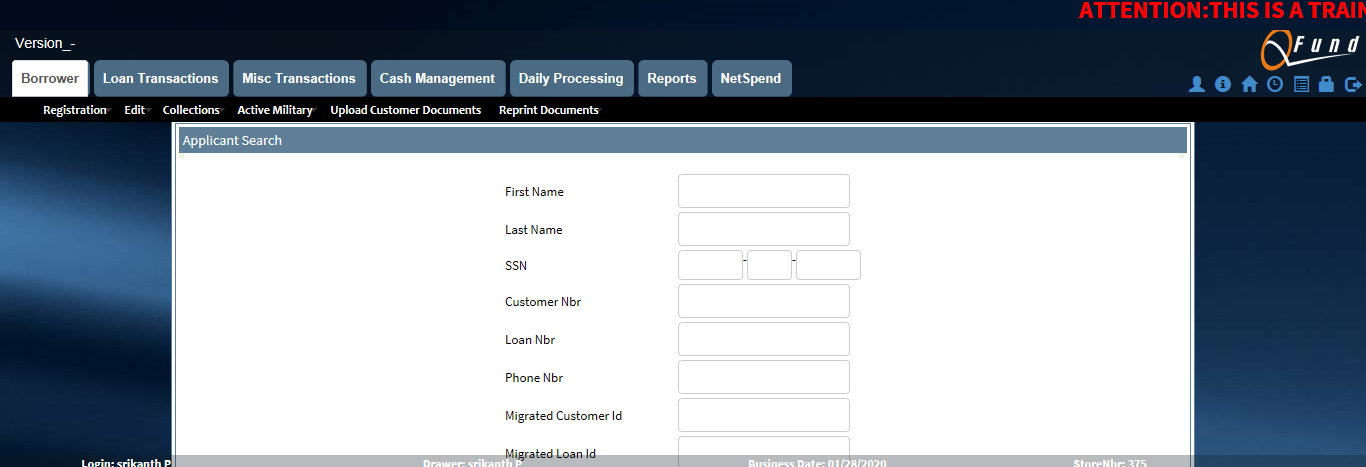 ATTENTION:THIS IS A TRAIN
Version_-
QFund
Borrower Loan Transactions Misc Transactions Cash Management Daily Processing Reports NetSpend
Registration Edit Collections Active Military Upload Customer Documents Reprint Documents
Applicant Search
First Name
Last Name
SSN - -
Customer Nbr
Loan Nbr
Phone Nbr
Migrated Customer Id
Migrated Loan Id
Login: srikanth P Drawer: srikanth P Business Date: 01/28/2020 StoreNbr: 375